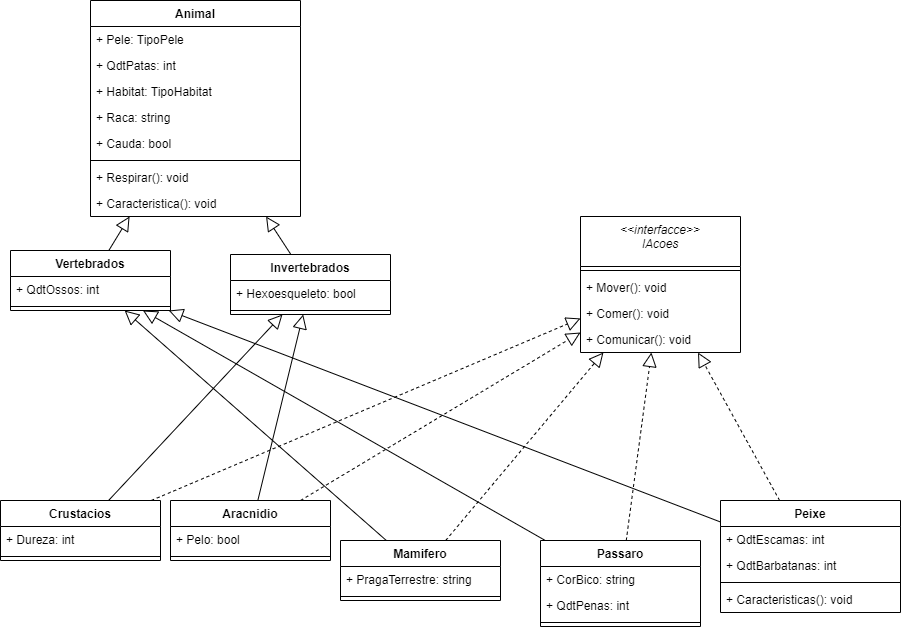 Animal
+ Pele: TipoPele
+ QdtPatas: int
+ Habitat: TipoHabitat
+ Raca: string
+ Cauda: bool
+ Respirar(): void
+ Caracteristica(): void
Vertebrados
+ QdtOssos: int
Invertebrados
+ Hexoesqueleto: bool
<<interfacce>>
IAcoes
+ Mover(): void
+ Comer(): void
+ Comunicar(): void
Crustacios
+ Dureza: int
Aracnidio
+ Pelo: bool
Mamifero
+ PragaTerrestre: string
Passaro
+ CorBico: string
+ QdtPenas: int
Peixe
+ QdtEscamas: int
+ QdtBarbatanas: int
+ Caracteristicas(): void